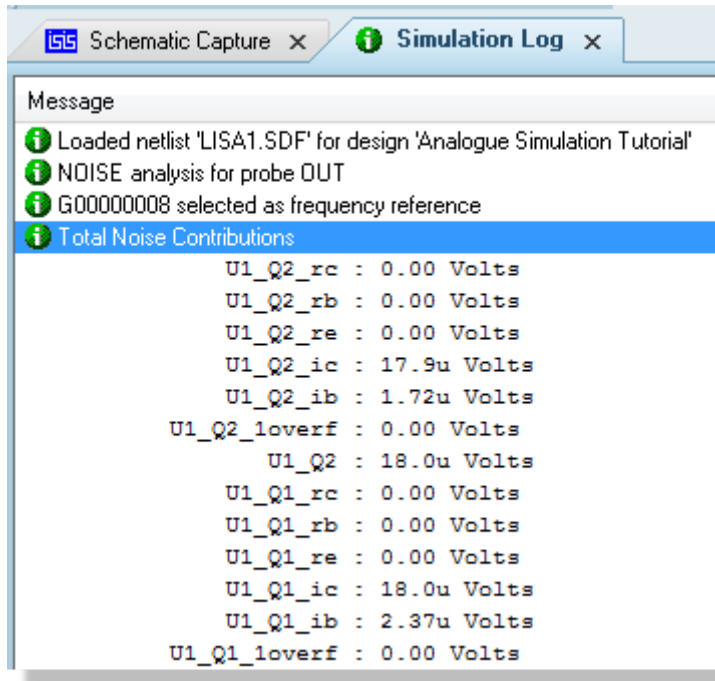 isis Schematic Capture x Simulation Log x
Message
Loaded netlist 'LISA1.SDF' for design 'Analogue Simulation Tutorial'
NOISE analysis for probe OUT
G00000008 selected as frequency reference
Total Noise Contributions
U1_Q2_rc : 0.00 Volts
U1_Q2_rb : 0.00 Volts
U1_Q2_re : 0.00 Volts
U1_Q2_ic : 17.9u Volts
U1_Q2_ib : 1.72u Volts
U1_Q2_1overf : 0.00 Volts
U1_Q2 : 18.0u Volts
U1_Q1_rc : 0.00 Volts
U1_Q1_rb : 0.00 Volts
U1_Q1_re : 0.00 Volts
U1_Q1_ic : 18.0u Volts
U1_Q1_ib : 2.37u Volts
U1_Q1_1overf : 0.00 Volts